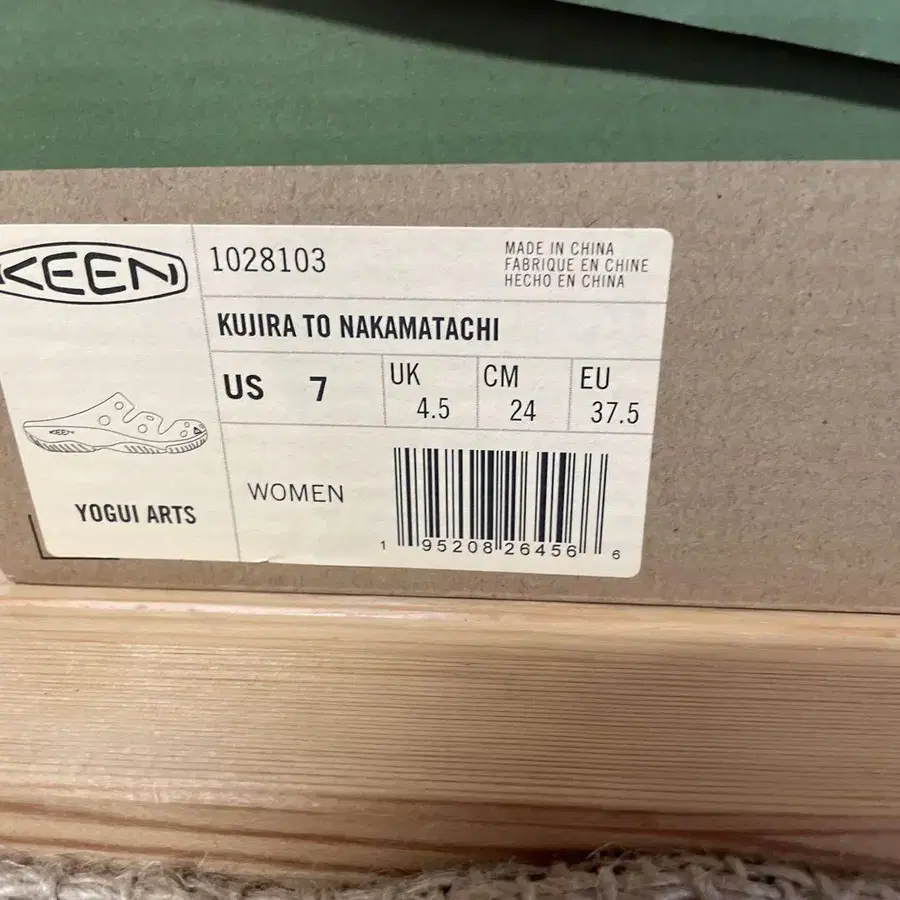 KEEN
1028103
MADE IN CHINA
FABRIQUE EN CHINE
HECHO EN CHINA
KUJIRA TO NAKAMATACHI
US 7
UK 4.5
CM 24
EU 37.5
KEEN
YOGUI ARTS
WOMEN
1 95208 26456 6